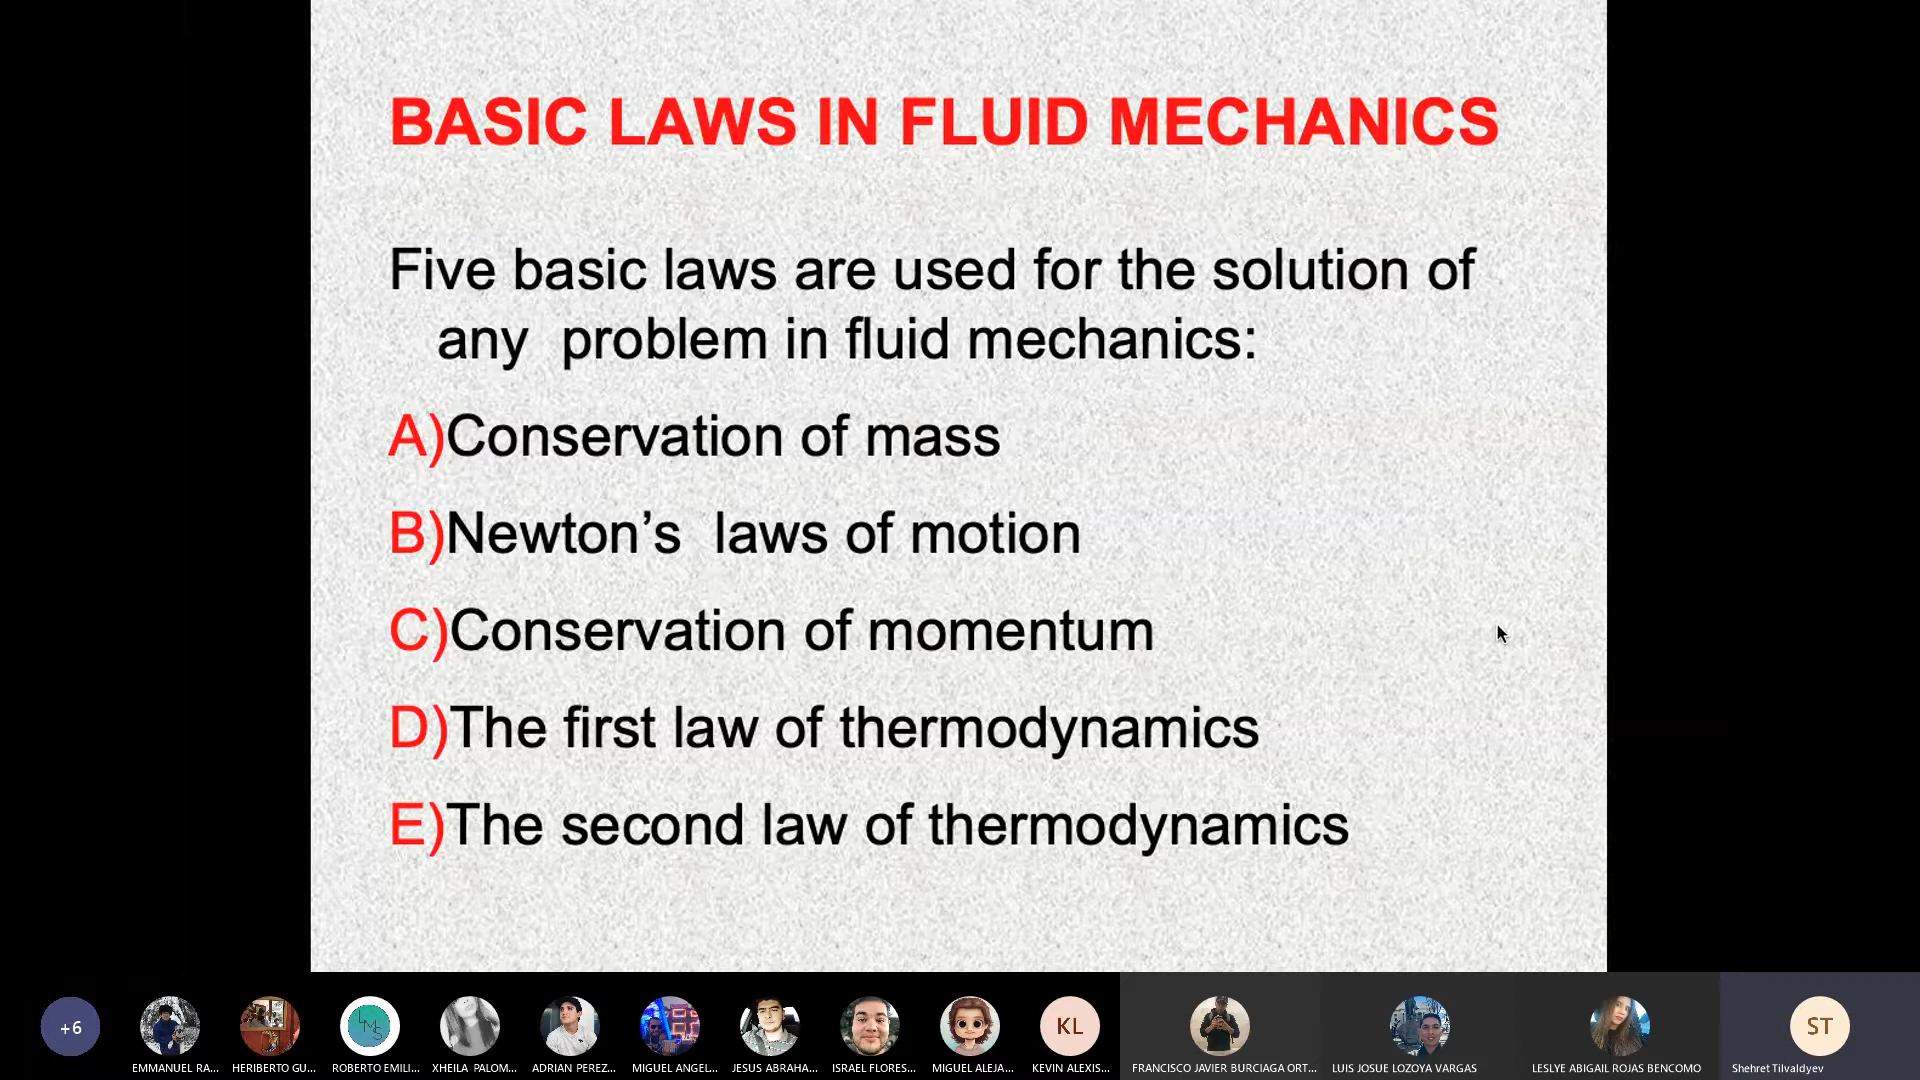 BASIC LAWS IN FLUID MECHANICS
Five basic laws are used for the solution of
any problem in fluid mechanics:
A)Conservation of mass
B)Newton’s laws of motion
C)Conservation of momentum
D)The first law of thermodynamics
E)The second law of thermodynamics
+6
LMS
KL
ST
EMMANUEL RA...
HERIBERTO GU...
ROBERTO EMILI...
XHEILA PALOM...
ADRIAN PEREZ...
MIGUEL ANGEL...
JESUS ABRAHA...
ISRAEL FLORES...
MIGUEL ALEJA...
KEVIN ALEXIS...
FRANCISCO JAVIER BURCIAGA ORT...
LUIS JOSUE LOZOYA VARGAS
LESLYE ABIGAIL ROJAS BENCOMO
Shehret Tilvaldyev